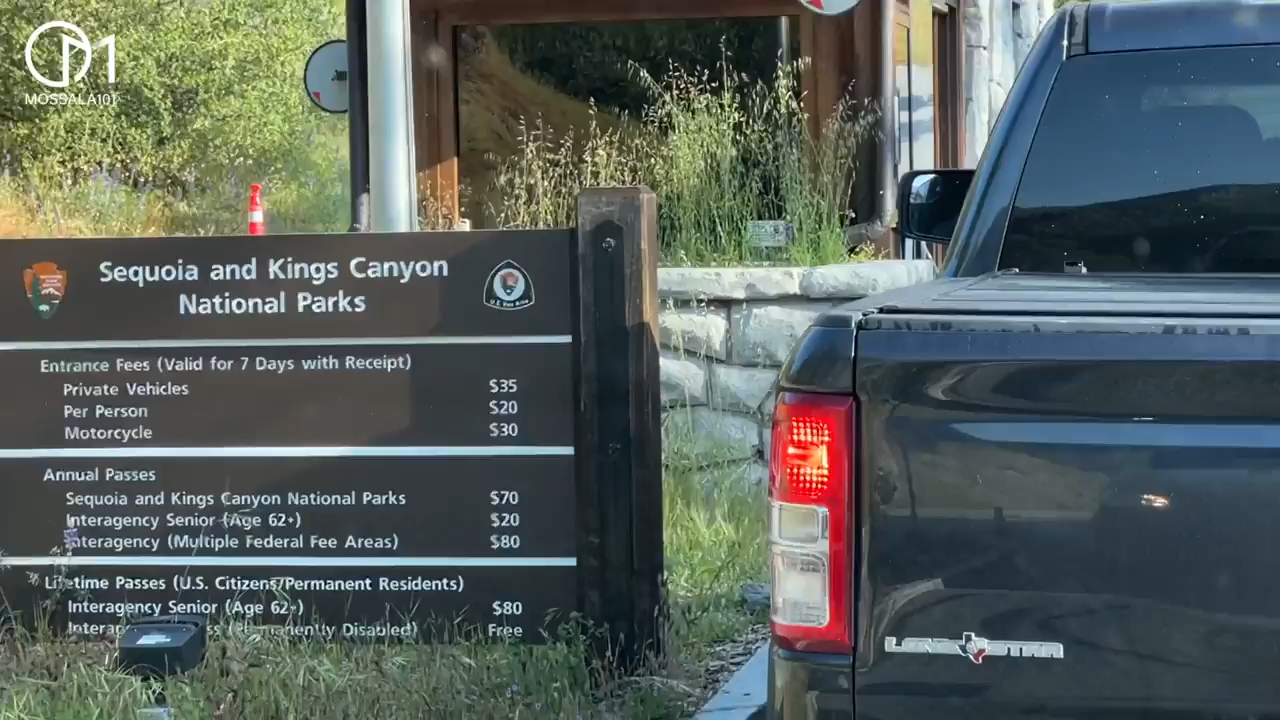 MOSSALA101
Sequoia and Kings Canyon
National Parks
Entrance Fees (Valid for 7 Days with Receipt)
Private Vehicles $35
Per Person $20
Motorcycle $30
Annual Passes
Sequoia and Kings Canyon National Parks $70
Interagency Senior (Age 62+) $20
Interagency (Multiple Federal Fee Areas) $80
Lifetime Passes (U.S. Citizens/Permanent Residents)
Interagency Senior (Age 62+) $80
(Permanently Disabled) Free
LONE STAR